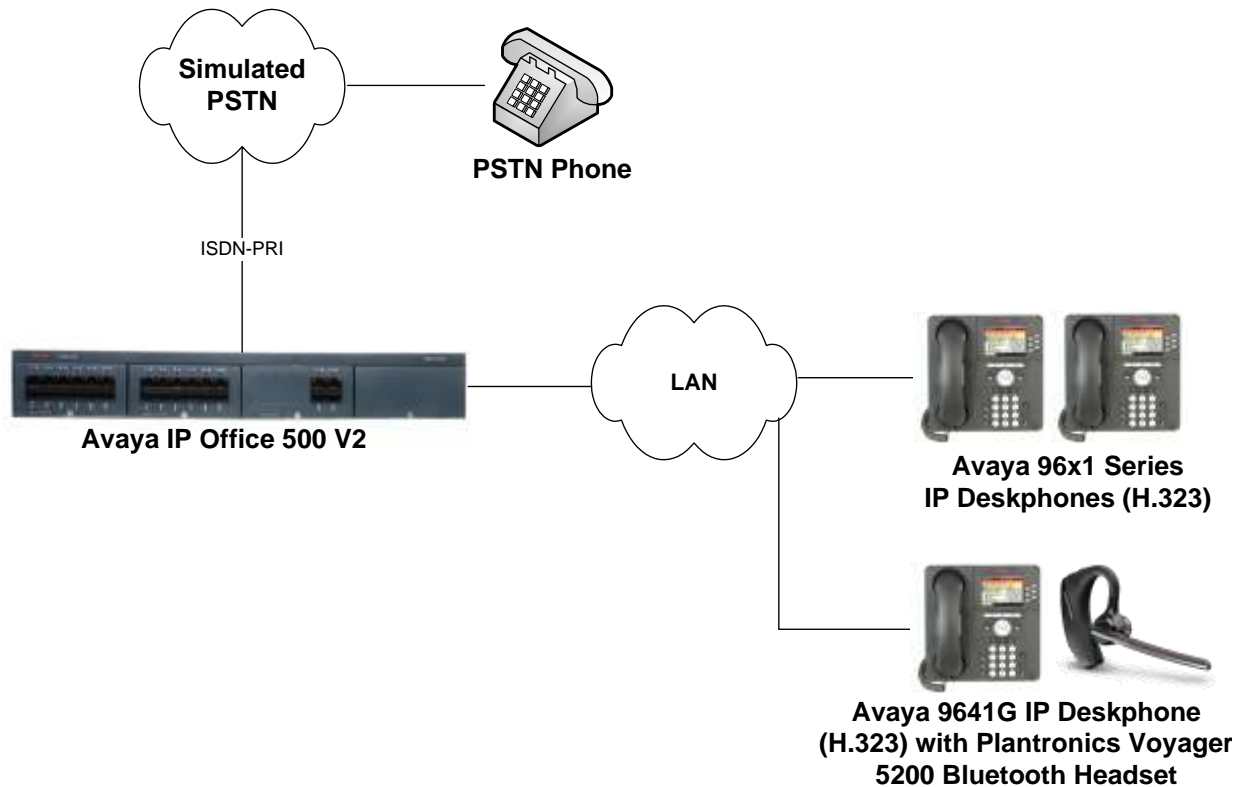 Simulated
PSTN
PSTN Phone
ISDN-PRI
Avaya IP Office 500 V2
LAN
Avaya 96x1 Series
IP Deskphones (H.323)
Avaya 9641G IP Deskphone
(H.323) with Plantronics Voyager
5200 Bluetooth Headset